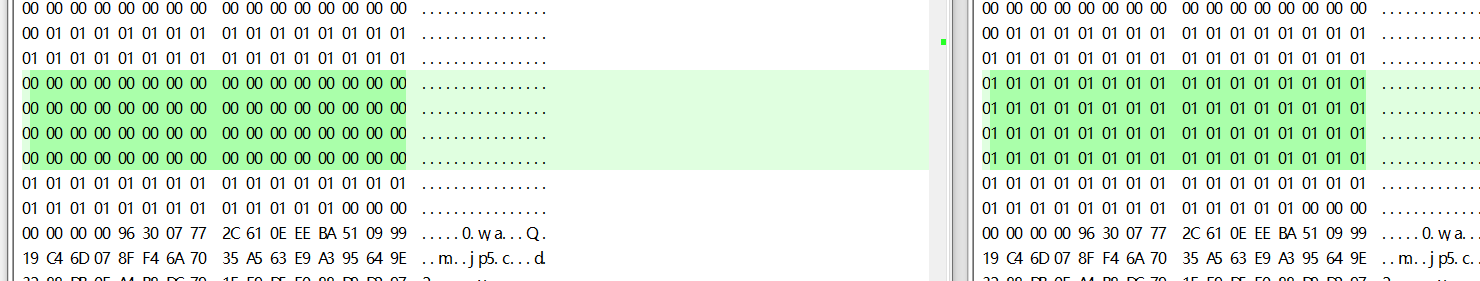 00 00 00 00 00 00 00 00 00 00 00 00 00 00 00 00 ................ 00 00 00 00 00 00 00 00 00 00 00 00 00 00 00 00 ................
00 01 01 01 01 01 01 01 01 01 01 01 01 01 01 01 ................ 00 01 01 01 01 01 01 01 01 01 01 01 01 01 01 01 ................
01 01 01 01 01 01 01 01 01 01 01 01 01 01 01 01 ................ 01 01 01 01 01 01 01 01 01 01 01 01 01 01 01 01 ................
00 00 00 00 00 00 00 00 00 00 00 00 00 00 00 00 ................ 01 01 01 01 01 01 01 01 01 01 01 01 01 01 01 01 ................
00 00 00 00 00 00 00 00 00 00 00 00 00 00 00 00 ................ 01 01 01 01 01 01 01 01 01 01 01 01 01 01 01 01 ................
00 00 00 00 00 00 00 00 00 00 00 00 00 00 00 00 ................ 01 01 01 01 01 01 01 01 01 01 01 01 01 01 01 01 ................
00 00 00 00 00 00 00 00 00 00 00 00 00 00 00 00 ................ 01 01 01 01 01 01 01 01 01 01 01 01 01 01 01 01 ................
01 01 01 01 01 01 01 01 01 01 01 01 01 01 01 01 ................ 01 01 01 01 01 01 01 01 01 01 01 01 01 01 01 01 ................
01 01 01 01 01 01 01 01 01 01 01 01 01 00 00 00 ................ 01 01 01 01 01 01 01 01 01 01 01 01 01 00 00 00 ................
00 00 00 00 96 30 07 77 2C 61 0E EE BA 51 09 99 .....0.w,a...Q.. 00 00 00 00 96 30 07 77 2C 61 0E EE BA 51 09 99 .....0.w,a...
19 C4 6D 07 8F F4 6A 70 35 A5 63 E9 A3 95 64 9E ..m...jp5.c...d. 19 C4 6D 07 8F F4 6A 70 35 A5 63 E9 A3 95 64 9E ..m...jp5.c..